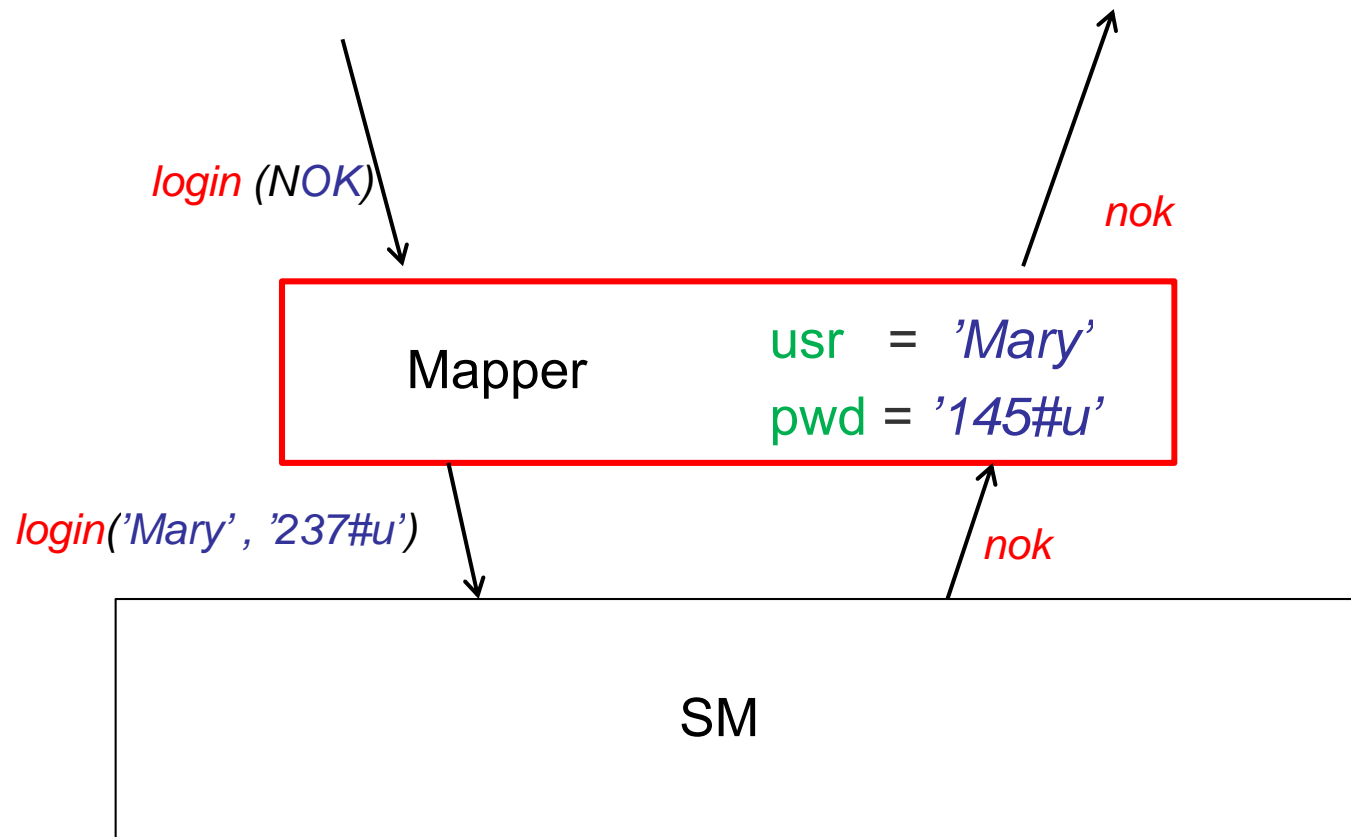 login (NOK)
nok
Mapper
usr = ’Mary’
pwd = ’145#u’
login(’Mary’ , ’237#u’)
nok
SM